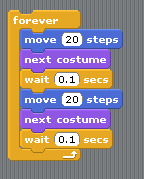 forever
move 20 steps
next costume
wait 0.1 secs
move 20 steps
next costume
wait 0.1 secs